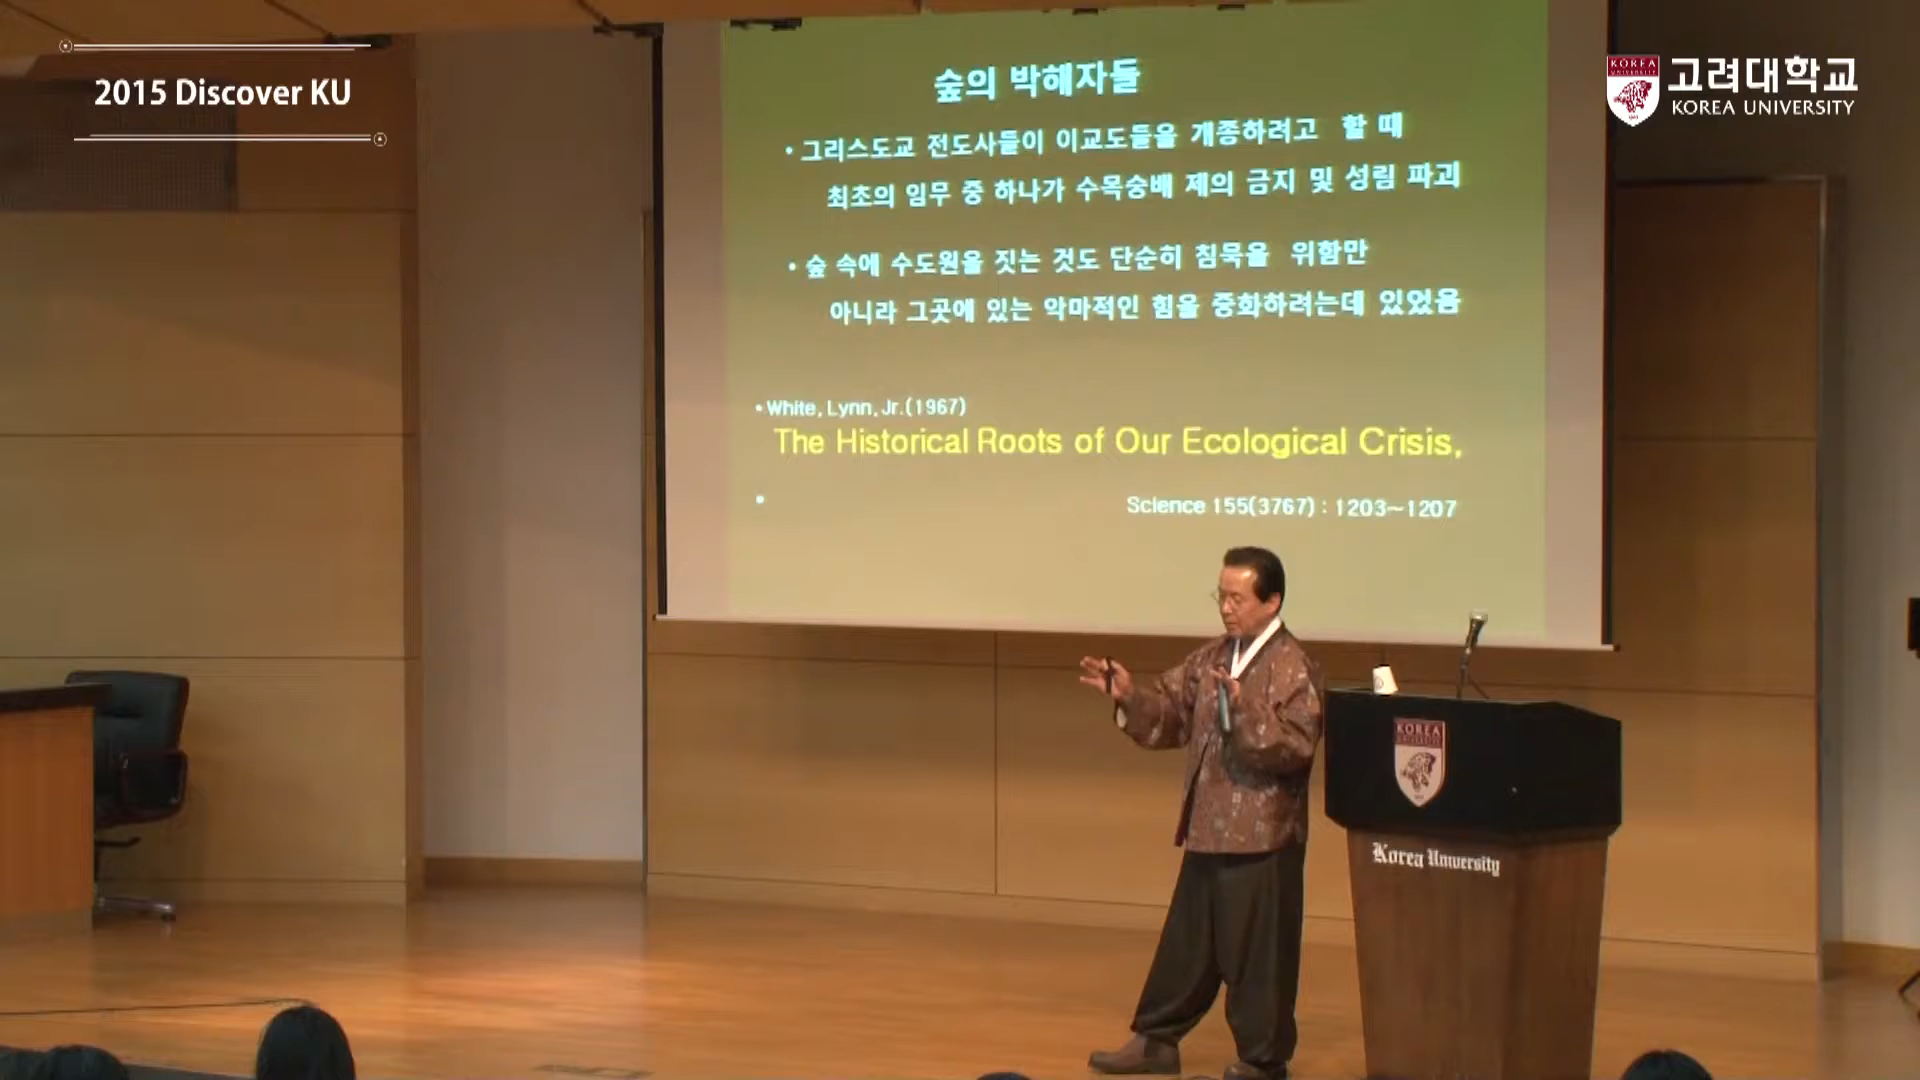 2015 Discover KU
KOREA
UNIVERSITY
고려대학교
KOREA UNIVERSITY
숲의 박해자들
• 그리스도교 전도사들이 이교도들을 개종하려고 할 때
최초의 임무 중 하나가 수목숭배 제의 금지 및 성림 파괴
• 숲 속에 수도원을 짓는 것도 단순히 침묵을 위함만
아니라 그곳에 있는 악마적인 힘을 중화하려는데 있었음
• White, Lynn, Jr.(1967)
The Historical Roots of Our Ecological Crisis,
• Science 155(3767) : 1203~1207
KOREA
UNIVERSITY
Korea University